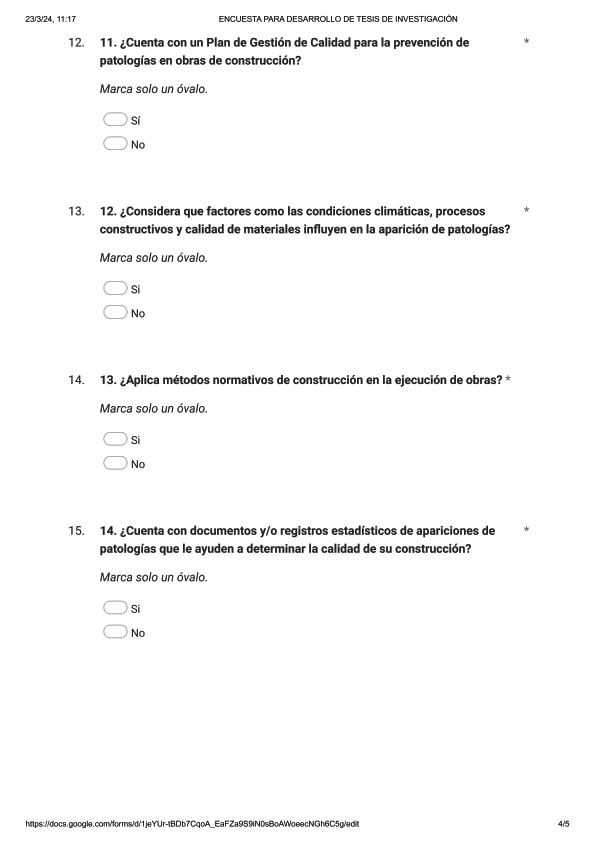 23/3/24, 11:17 ENCUESTA PARA DESARROLLO DE TESIS DE INVESTIGACIÓN
12. 11. ¿Cuenta con un Plan de Gestión de Calidad para la prevención de *
patologías en obras de construcción?
Marca solo un óvalo.
Sí
No
13. 12. ¿Considera que factores como las condiciones climáticas, procesos *
constructivos y calidad de materiales influyen en la aparición de patologías?
Marca solo un óvalo.
Si
No
14. 13. ¿Aplica métodos normativos de construcción en la ejecución de obras? *
Marca solo un óvalo.
Si
No
15. 14. ¿Cuenta con documentos y/o registros estadísticos de apariciones de *
patologías que le ayuden a determinar la calidad de su construcción?
Marca solo un óvalo.
Si
No
https://docs.google.com/forms/d/1jeYUr-tBDb7CqoA_EaFZa9S9iN0sBoAWoeecNGh6C5g/edit 4/5